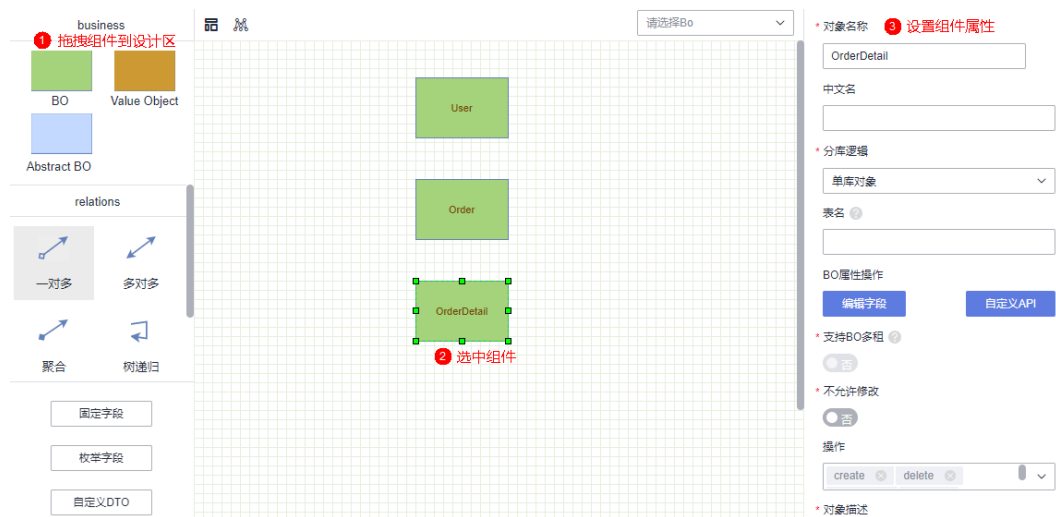 business
1 拖拽组件到设计区
BO
Value Object
Abstract BO
relations
一对多
多对多
聚合
树递归
固定字段
枚举字段
自定义DTO
请选择Bo
User
Order
OrderDetail
2 选中组件
* 对象名称
3 设置组件属性
OrderDetail
中文名
* 分库逻辑
单库对象
表名 ?
BO属性操作
编辑字段
自定义API
* 支持BO多租 ?
否
* 不允许修改
否
操作
create
delete
* 对象描述